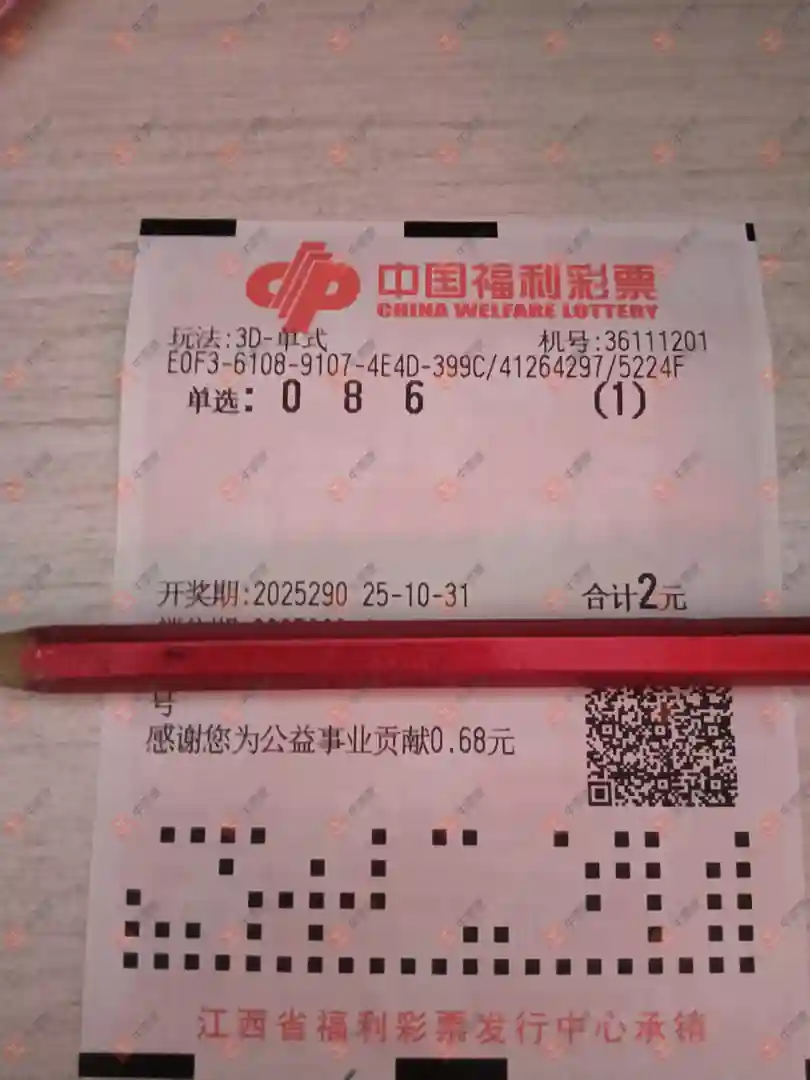 中国福利彩票
CHINA WELFARE LOTTERY
玩法:3D-单式 机号:36111201
E0F3-6108-9107-4E4D-399C/41264297/5224F
单选: 0 8 6 (1)
开奖期:2025290 25-10-31 合计2元
号
感谢您为公益事业贡献0.68元
江西省福利彩票发行中心承销